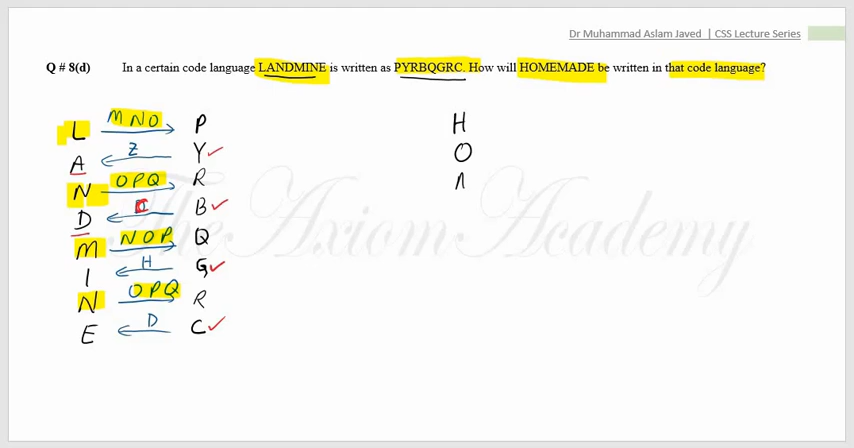 Dr Muhammad Aslam Javed | CSS Lecture Series
Q # 8(d) In a certain code language LANDMINE is written as PYRBQGRC. How will HOMEMADE be written in that code language?
L MNO P H
A Z Y O
N OPQ R
D C B
M NOP Q
I H G
N OPQ R
E D C
The Axiom Academy